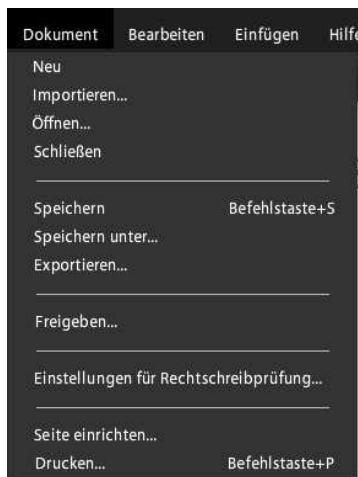 Dokument Bearbeiten Einfügen Hilfe
Neu
Importieren...
Öffnen...
Schließen
Speichern Befehlstaste+S
Speichern unter...
Exportieren...
Freigeben...
Einstellungen für Rechtschreibprüfung...
Seite einrichten...
Drucken... Befehlstaste+P